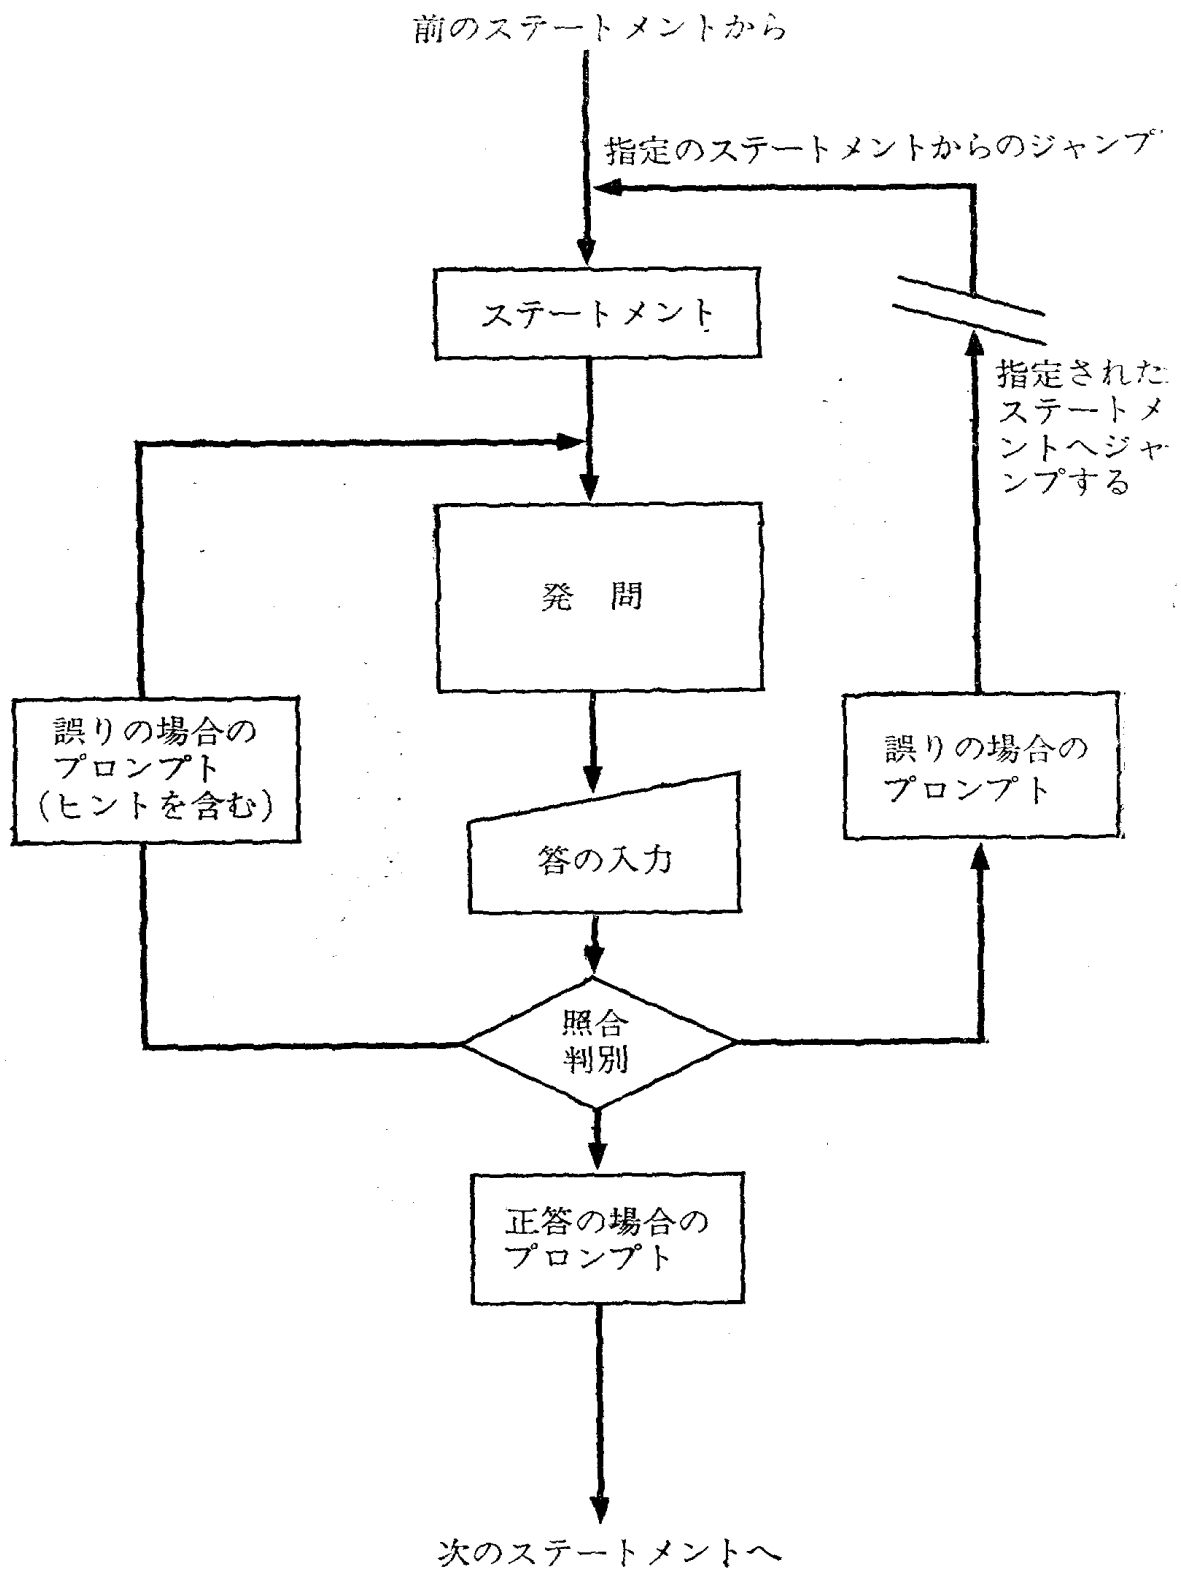 前のステートメントから
指定のステートメントからのジャンプ
ステートメント
指定された
ステートメ
ントへジャ
ンプする
発 問
誤りの場合の
プロンプト
(ヒントを含む)
誤りの場合の
プロンプト
答の入力
照合
判別
正答の場合の
プロンプト
次のステートメントへ